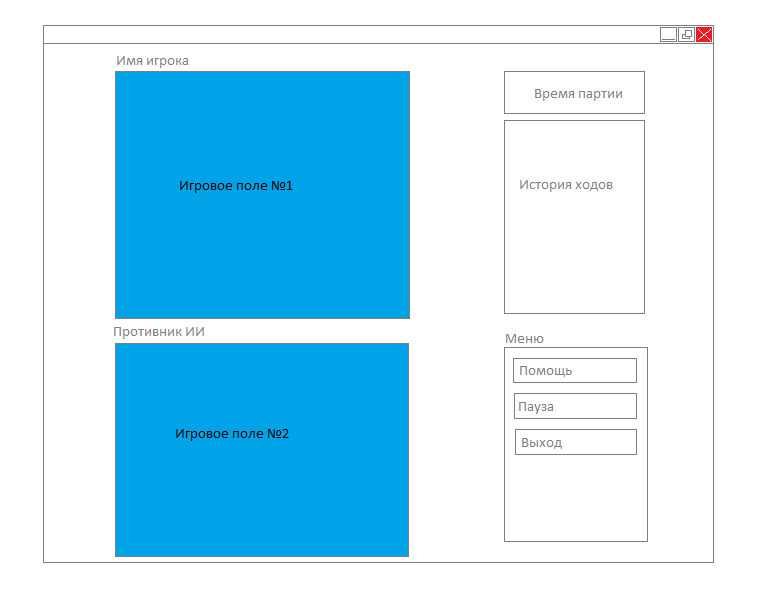 Имя игрока
Игровое поле №1
Противник ИИ
Игровое поле №2
Время партии
История ходов
Меню
Помощь
Пауза
Выход